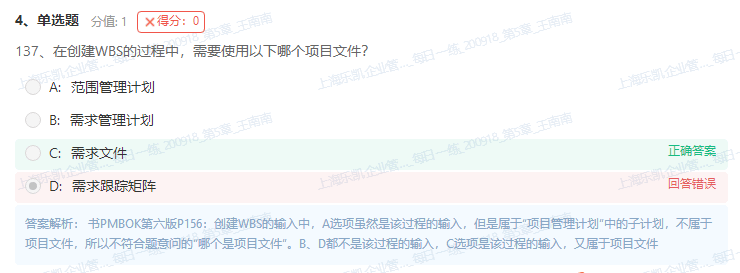 4、单选题 分值: 1 ×得分：0
137、在创建WBS的过程中，需要使用以下哪个项目文件？
A: 范围管理计划
B: 需求管理计划
C: 需求文件 正确答案
D: 需求跟踪矩阵 回答错误
答案解析： 书PMBOK第六版P156：创建WBS的输入中，A选项虽然是该过程的输入，但是属于“项目管理计划”中的子计划，不属于
项目文件，所以不符合题意问的“哪个是项目文件”。B、D都不是该过程的输入，C选项是该过程的输入，又属于项目文件
上海乐凯企业管..._每日一练_200918_第5章_王南南